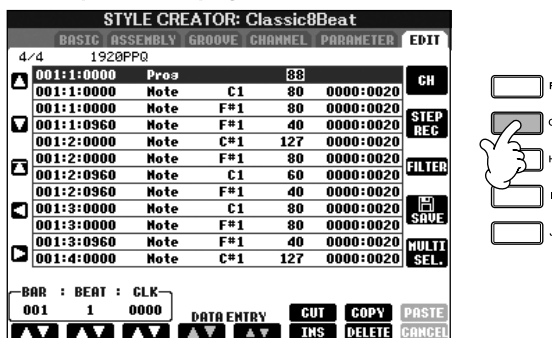 STYLE CREATOR: Classic8Beat
BASIC ASSEMBLY GROOVE CHANNEL PARAMETER EDIT
4/4 1920PPQ
001:1:0000 Prog 88
001:1:0000 Note C1 80 0000:0020
001:1:0000 Note F#1 80 0000:0020
001:1:0960 Note F#1 40 0000:0020
001:2:0000 Note C#1 127 0000:0020
001:2:0000 Note F#1 80 0000:0020
001:2:0960 Note C1 60 0000:0020
001:2:0960 Note F#1 40 0000:0020
001:3:0000 Note C1 80 0000:0020
001:3:0000 Note F#1 80 0000:0020
001:3:0960 Note F#1 40 0000:0020
001:4:0000 Note C#1 127 0000:0020
CH
STEP
REC
FILTER
SAVE
MULTI
SEL.
BAR : BEAT : CLK
001 1 0000
DATA ENTRY
CUT COPY PASTE
INS DELETE CANCEL